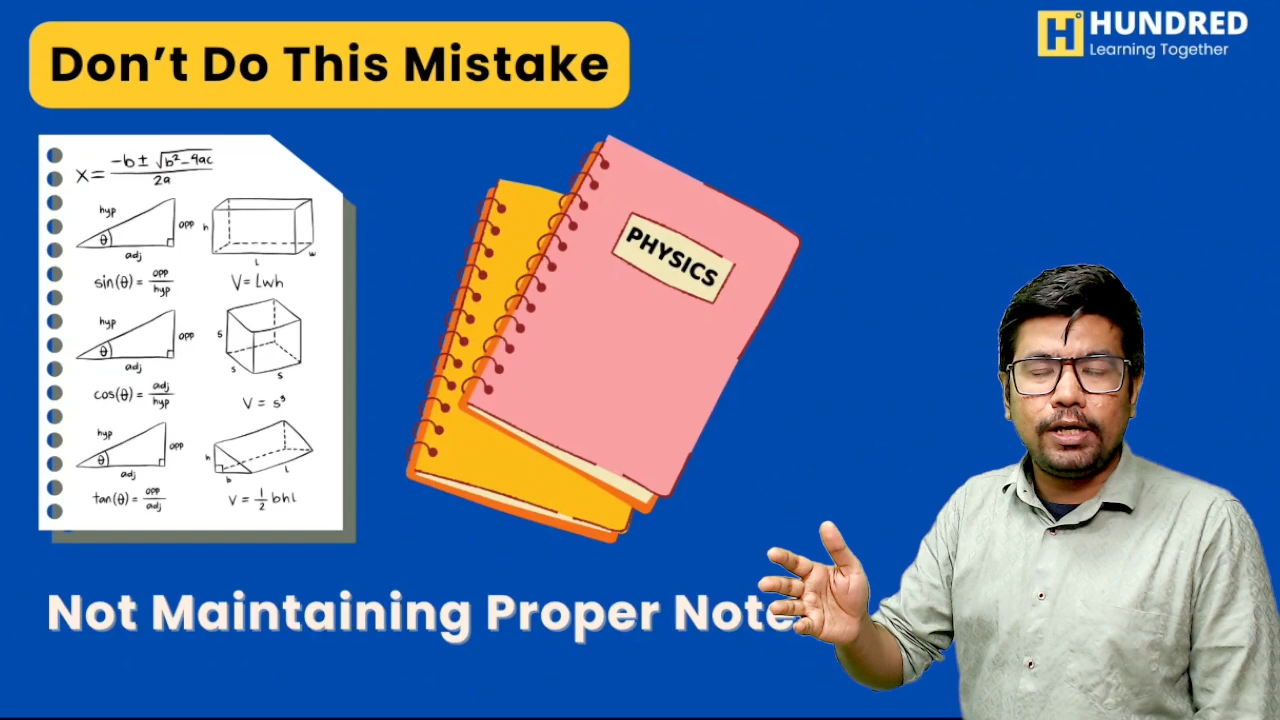 Don't Do This Mistake
H° HUNDRED
Learning Together
x = -b ± √b²-4ac
2a
hyp
opp
θ
adj
h
l
w
sin(θ) = opp
hyp
V = Lwh
hyp
opp
θ
adj
s
s
s
cos(θ) = adj
hyp
V = s³
hyp
opp
θ
adj
h
b
l
tan(θ) = opp
adj
V = 1/2 bhl
PHYSICS
Not Maintaining Proper Note